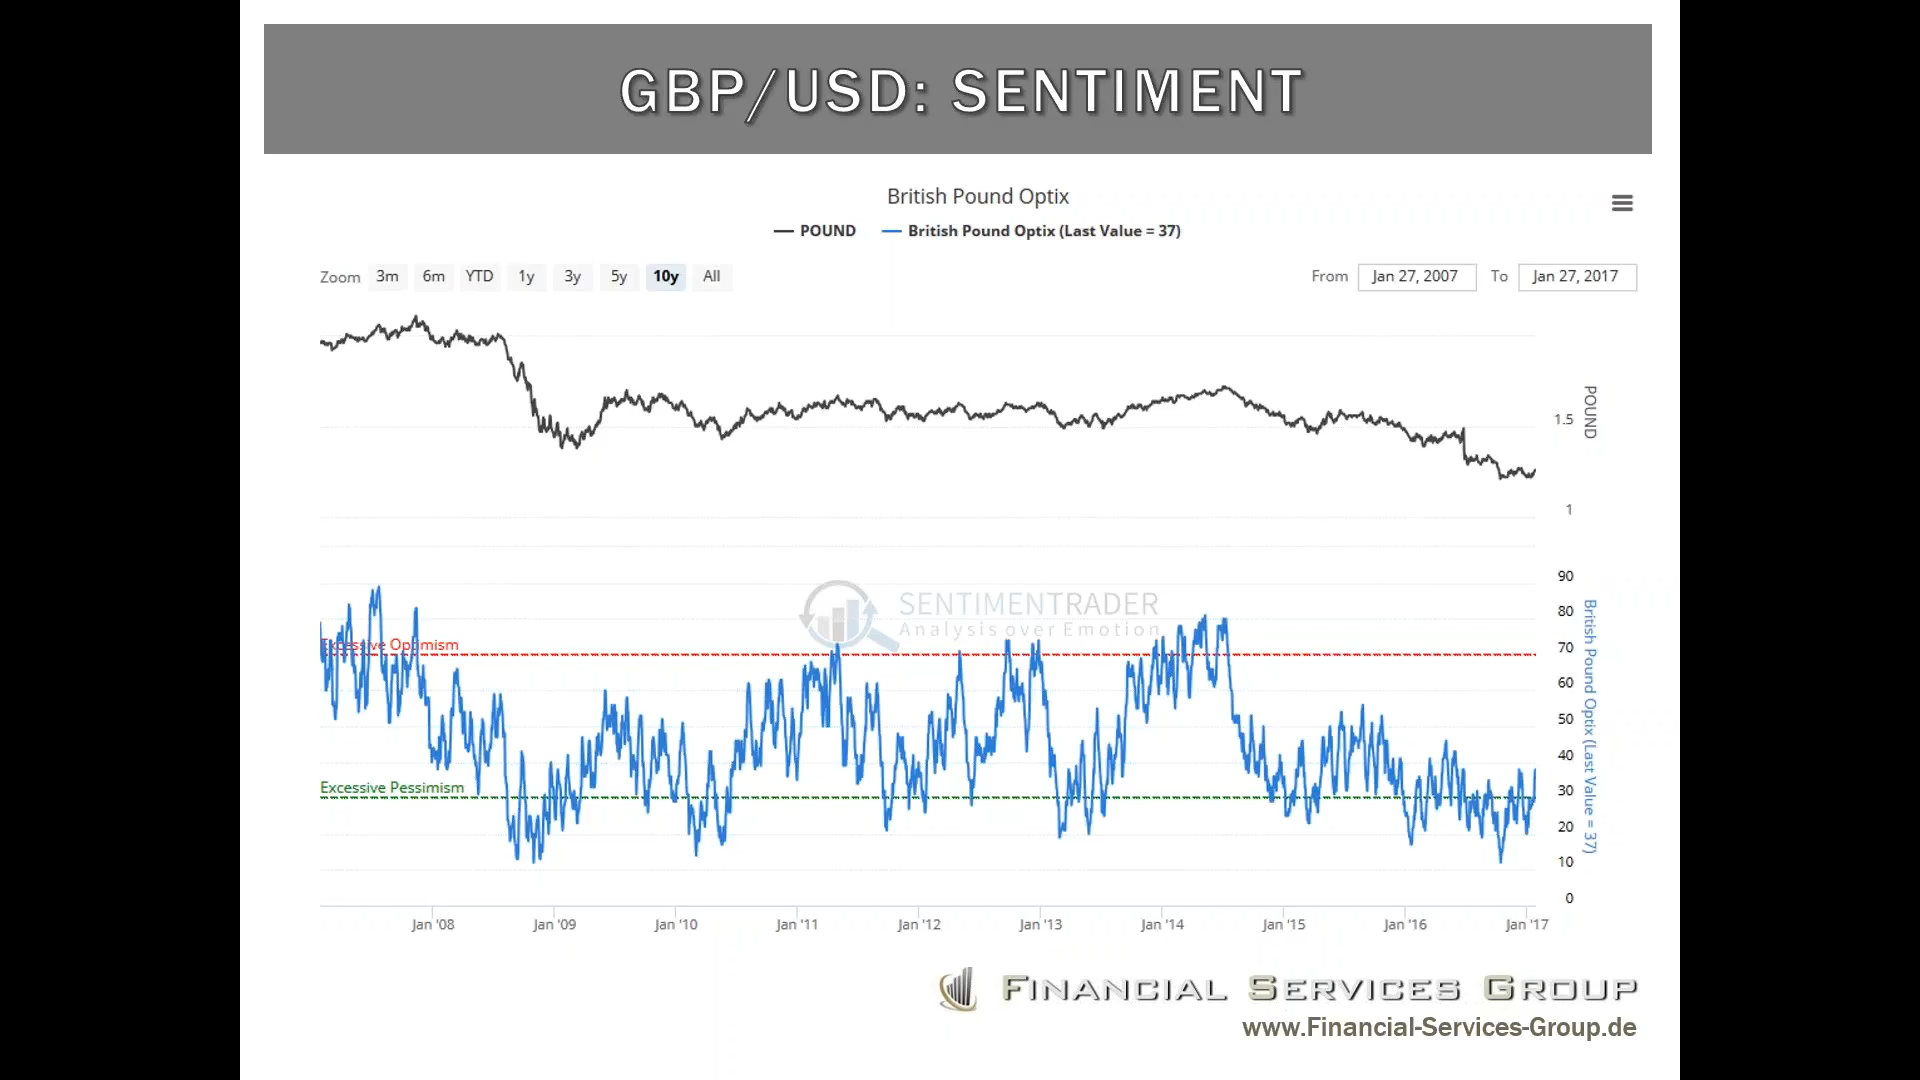 GBP/USD: SENTIMENT
British Pound Optix
POUND British Pound Optix (Last Value = 37)
Zoom 3m 6m YTD 1y 3y 5y 10y All From Jan 27, 2007 To Jan 27, 2017
POUND
1.5
1
SENTIMENTRADER
Analysis over Emotion
90
80
70
60
50
40
30
20
10
0
British Pound Optix (Last Value = 37)
Excessive Optimism
Excessive Pessimism
Jan '08 Jan '09 Jan '10 Jan '11 Jan '12 Jan '13 Jan '14 Jan '15 Jan '16 Jan '17
FINANCIAL SERVICES GROUP
www.Financial-Services-Group.de